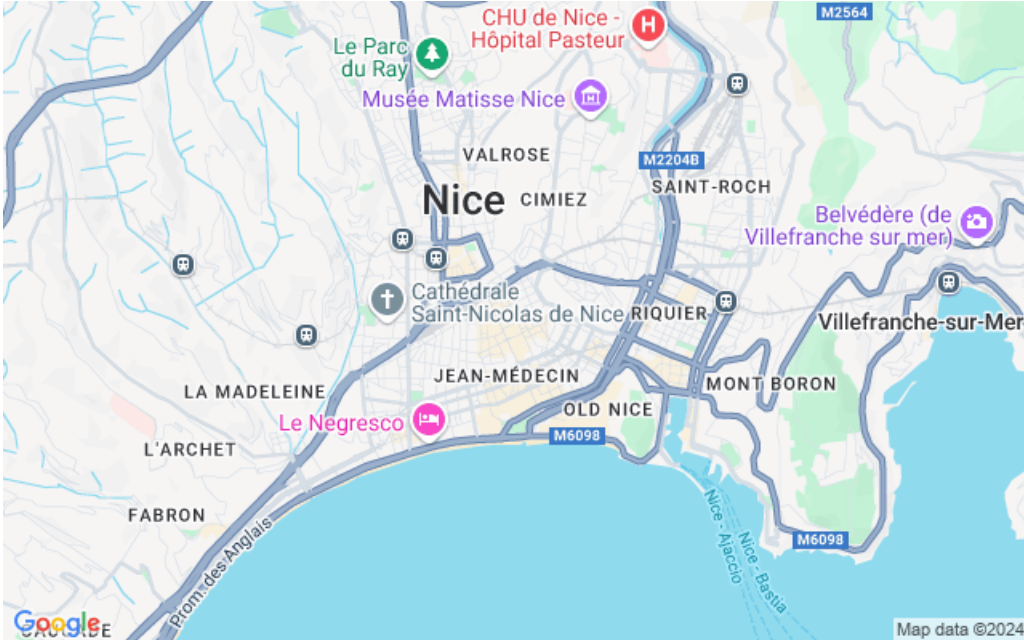 M2564
CHU de Nice -
Hôpital Pasteur
H
Le Parc
du Ray
Musée Matisse Nice
VALROSE
M2204B
Nice
CIMIEZ
SAINT-ROCH
Belvédère (de
Villefranche sur mer)
Cathédrale
Saint-Nicolas de Nice
RIQUIER
Villefranche-sur-Mer
JEAN-MÉDECIN
MONT BORON
LA MADELEINE
OLD NICE
Le Negresco
M6098
L'ARCHET
FABRON
Prom. des Anglais
Nice - Ajaccio
Nice - Bastia
M6098
Google
Map data ©2024